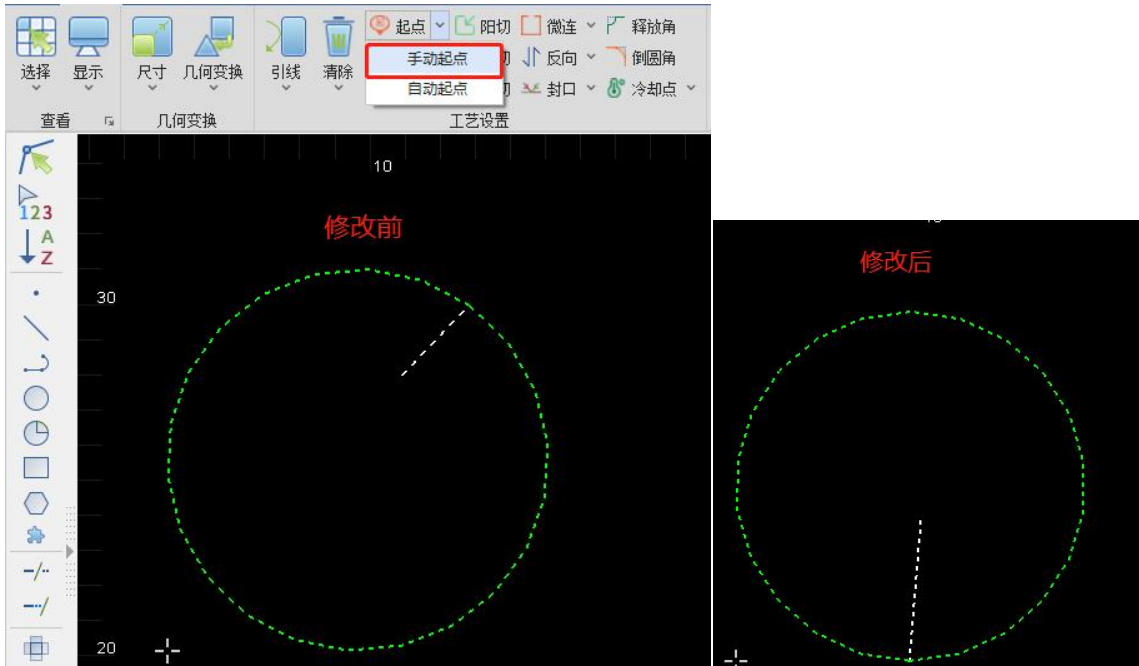 选择
显示
尺寸
几何变换
引线
清除
起点
阳切
微连
释放角
手动起点
切
反向
倒圆角
自动起点
切
封口
冷却点
查看
几何变换
工艺设置
10
123
A
Z
修改前
修改后
30
20